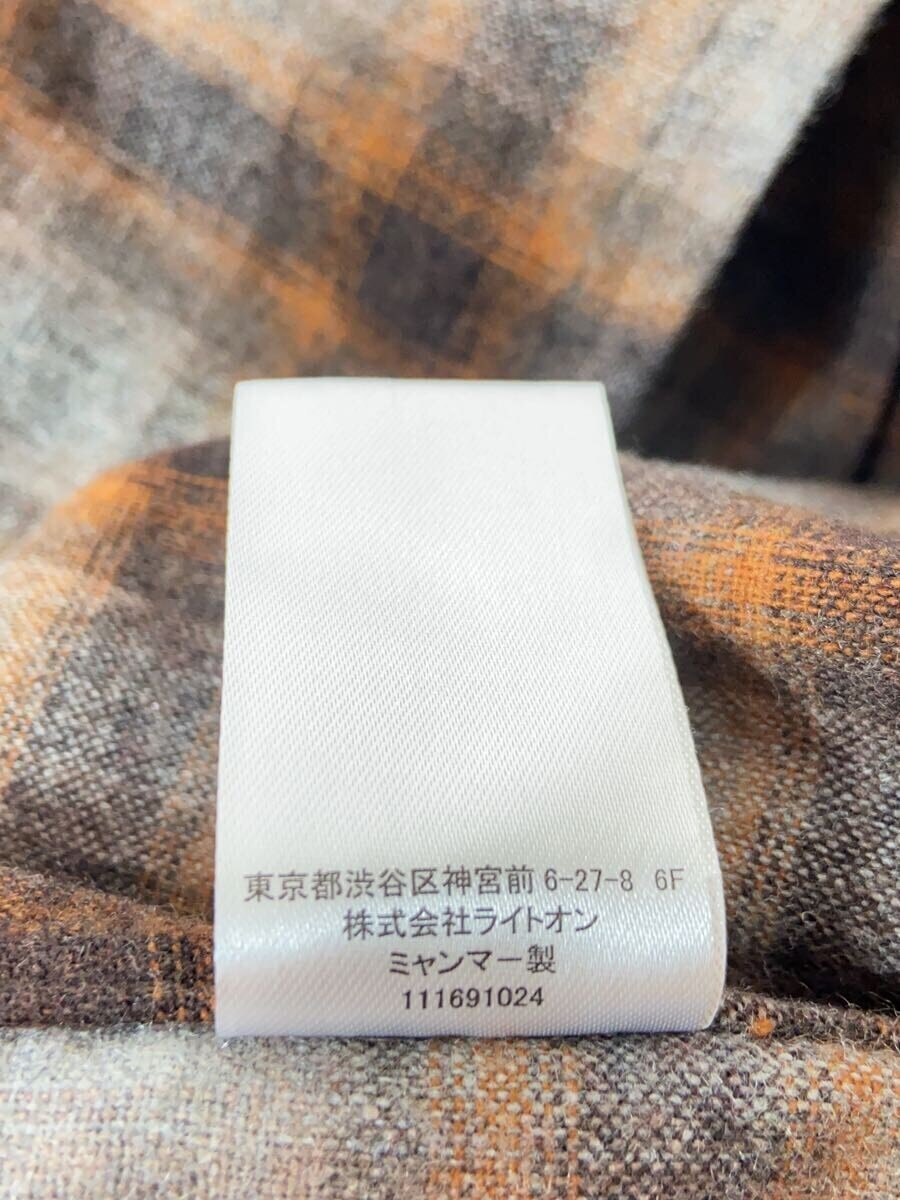 東京都渋谷区神宮前 6-27-8 6F
株式会社ライトオン
ミャンマー製
111691024